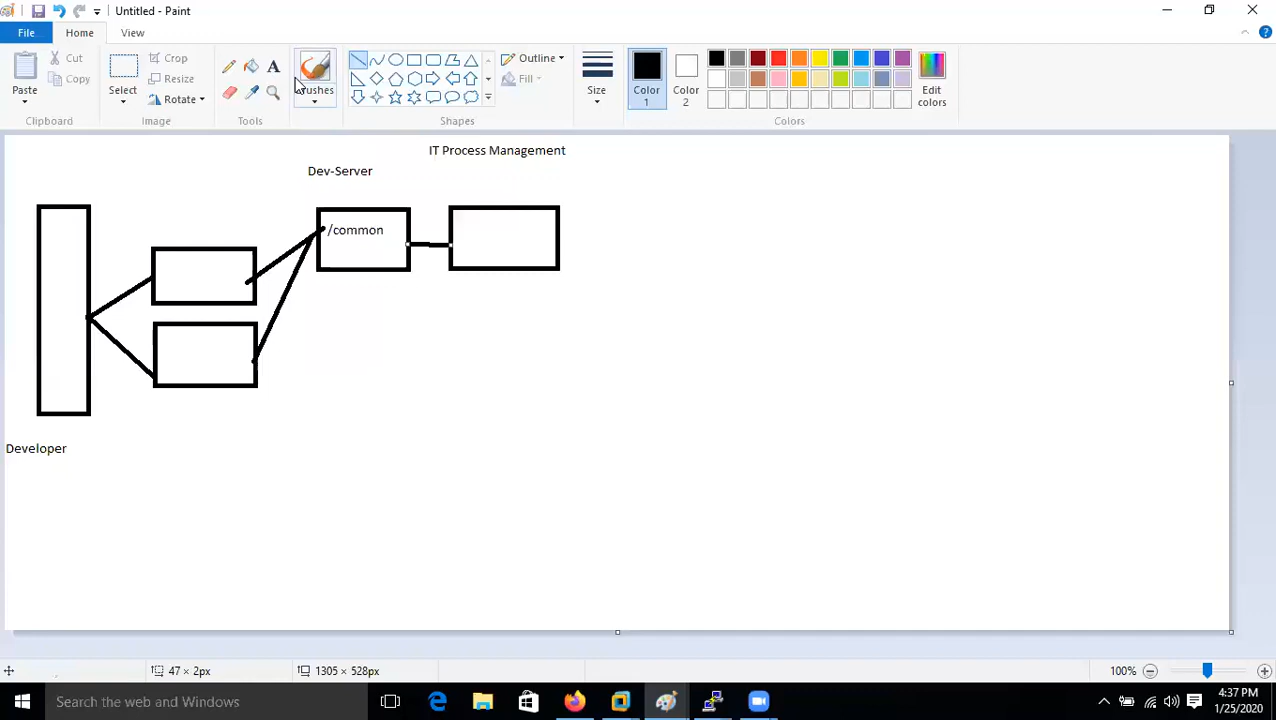 Untitled - Paint
File
Home
View
Paste
Cut
Copy
Clipboard
Select
Crop
Resize
Rotate
Image
A
Tools
Shapes
Outline
Fill
Size
Color
1
Color
2
Edit
colors
Colors
IT Process Management
Dev-Server
/common
Developer
47 × 2px
1305 × 528px
100%
Search the web and Windows
4:37 PM
1/25/2020